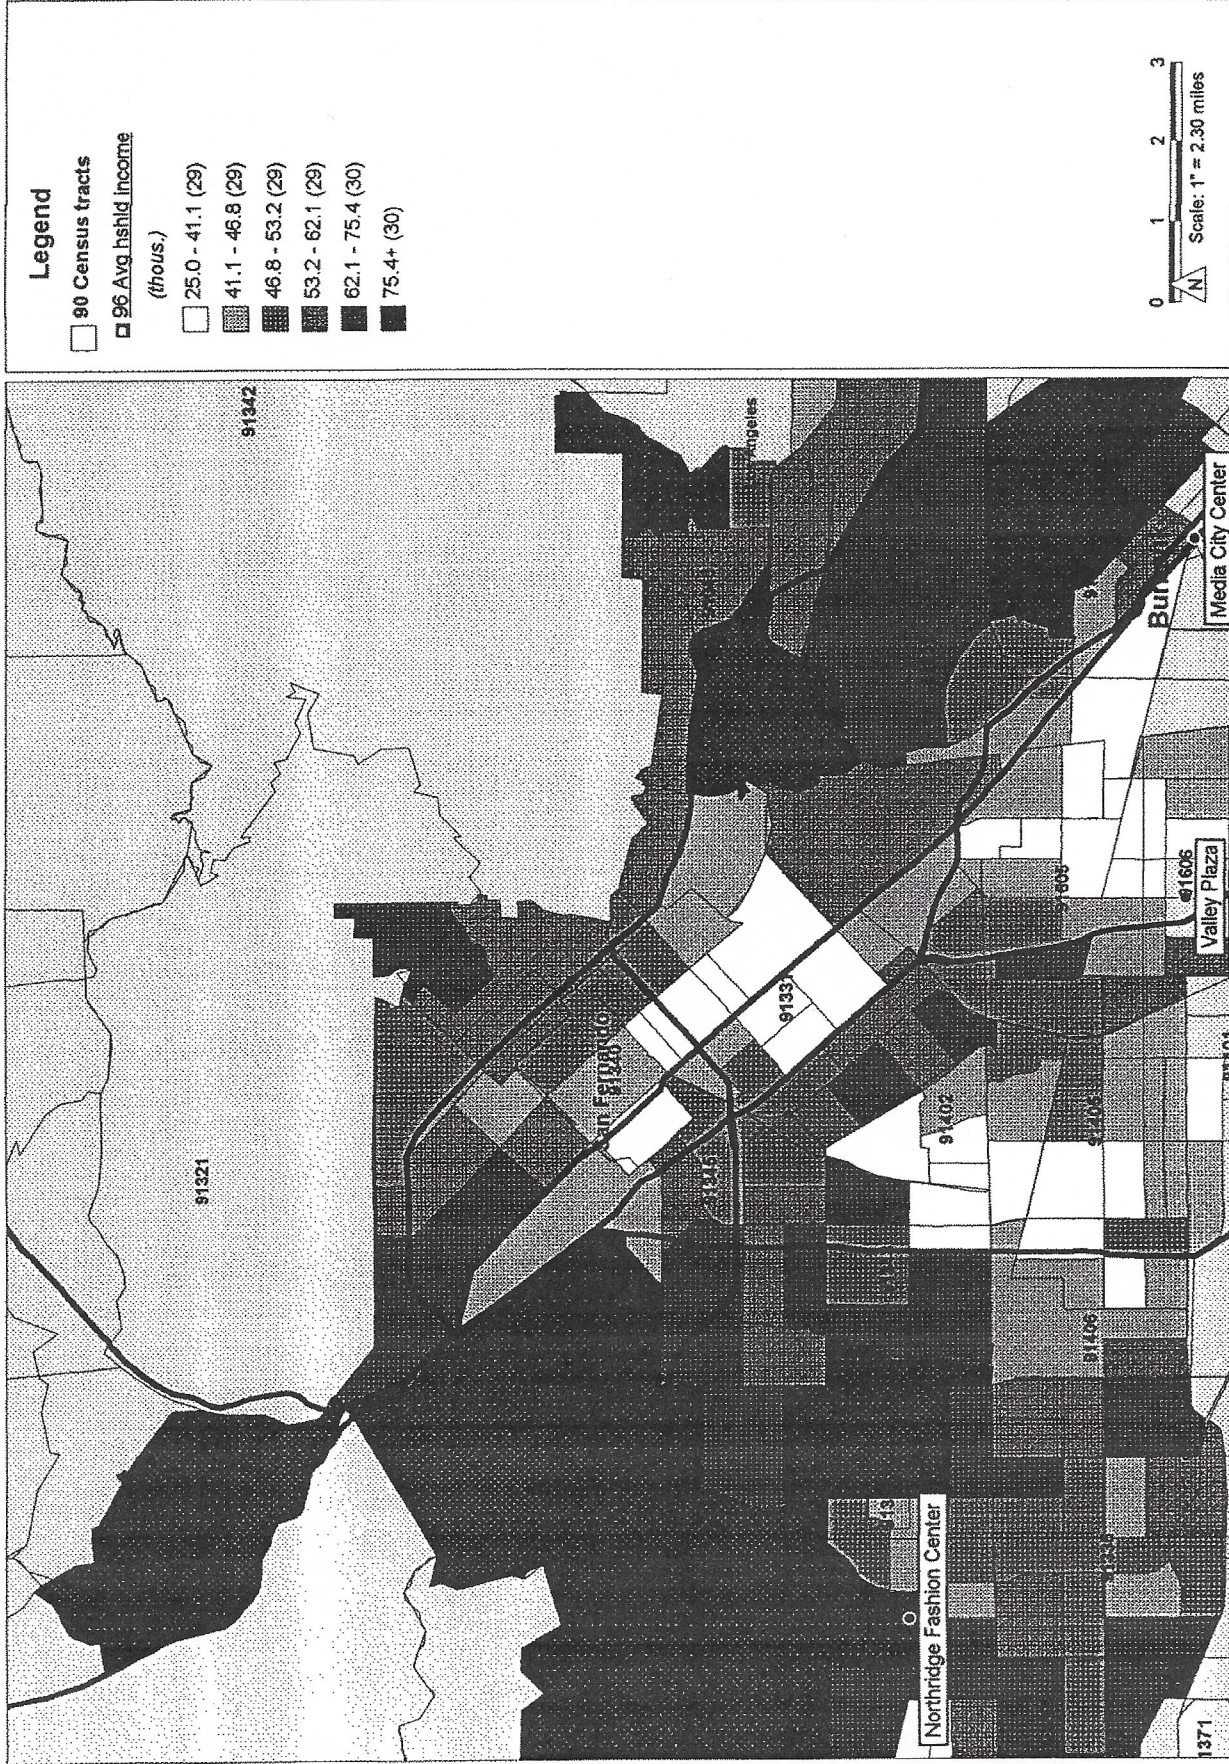 Legend
90 Census tracts
96 Avg hshld income
(thous.)
25.0 - 41.1 (29)
41.1 - 46.8 (29)
46.8 - 53.2 (29)
53.2 - 62.1 (29)
62.1 - 75.4 (30)
75.4+ (30)
0 1 2 3
N
Scale: 1" = 2.30 miles
91342
91321
91340
91331
91402
91406
91606
Northridge Fashion Center
Valley Plaza
Media City Center
1371